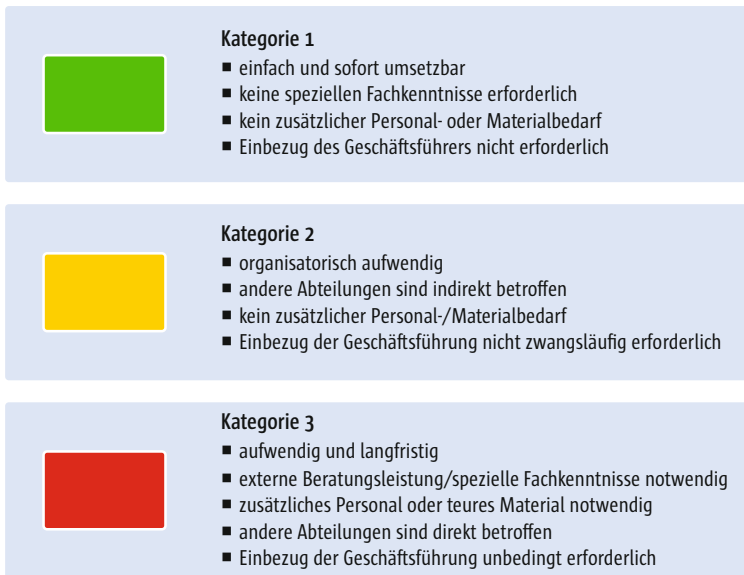 Kategorie 1
■ einfach und sofort umsetzbar
■ keine speziellen Fachkenntnisse erforderlich
■ kein zusätzlicher Personal- oder Materialbedarf
■ Einbezug des Geschäftsführers nicht erforderlich
Kategorie 2
■ organisatorisch aufwendig
■ andere Abteilungen sind indirekt betroffen
■ kein zusätzlicher Personal-/Materialbedarf
■ Einbezug der Geschäftsführung nicht zwangsläufig erforderlich
Kategorie 3
■ aufwendig und langfristig
■ externe Beratungsleistung/spezielle Fachkenntnisse notwendig
■ zusätzliches Personal oder teures Material notwendig
■ andere Abteilungen sind direkt betroffen
■ Einbezug der Geschäftsführung unbedingt erforderlich